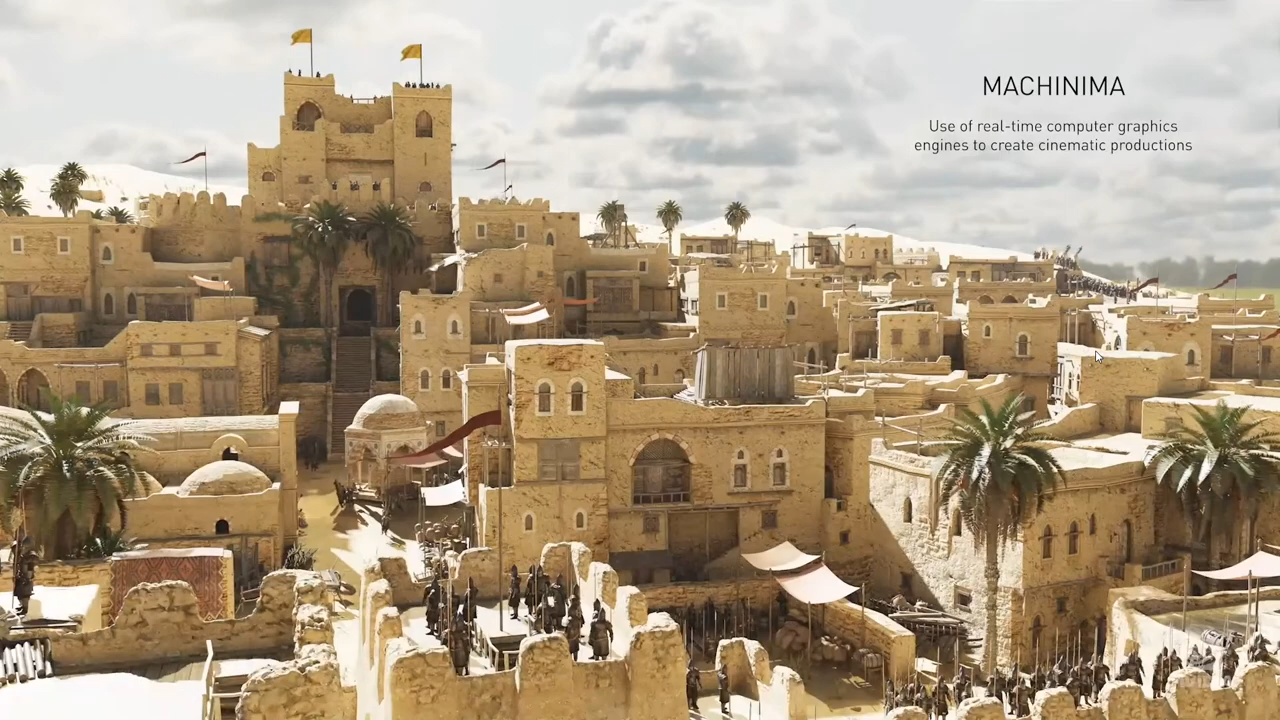 MACHINIMA
Use of real-time computer graphics
engines to create cinematic productions